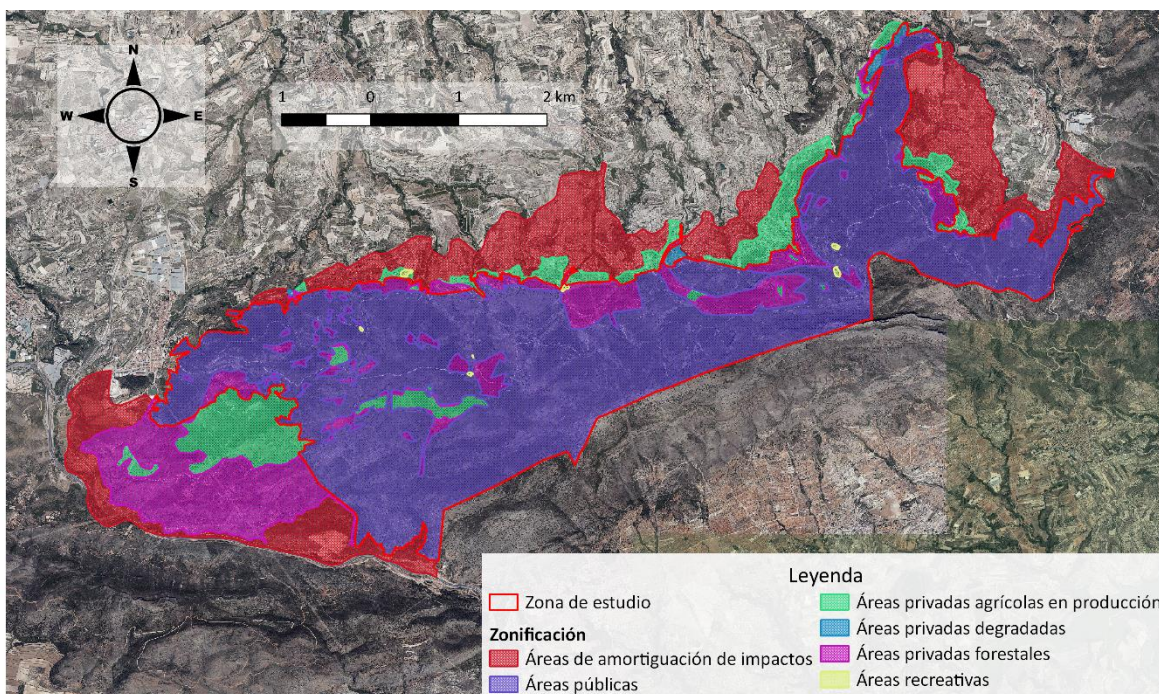 N
W E
S
1 0 1 2 km
Leyenda
Zona de estudio
Zonificación
Áreas de amortiguación de impactos
Áreas públicas
Áreas privadas agrícolas en producción
Áreas privadas degradadas
Áreas privadas forestales
Áreas recreativas